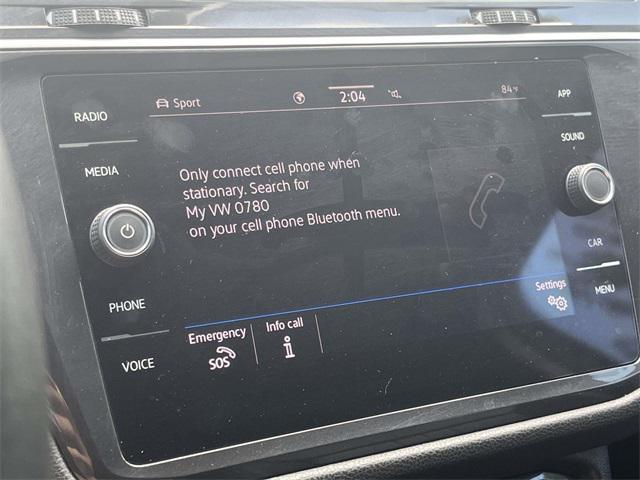 Sport
2:04
84°F
RADIO
MEDIA
PHONE
VOICE
Only connect cell phone when
stationary. Search for
My VW 0780
on your cell phone Bluetooth menu.
Emergency
SOS
Info call
Settings
APP
SOUND
CAR
MENU